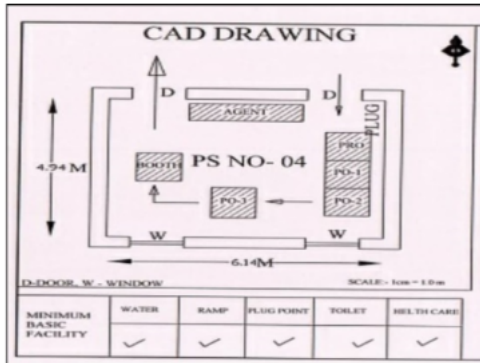 CAD DRAWING
D
D
AGENT
PLUG
PRO
4.94 M
BOOTH
PS NO- 04
PO-1
PO-3
PO-2
W
W
6.14M
D-DOOR, W - WINDOW
SCALE:- 1cm = 1.0 m
MINIMUM BASIC FACILITY
WATER
RAMP
PLUG POINT
TOILET
HELTH CARE